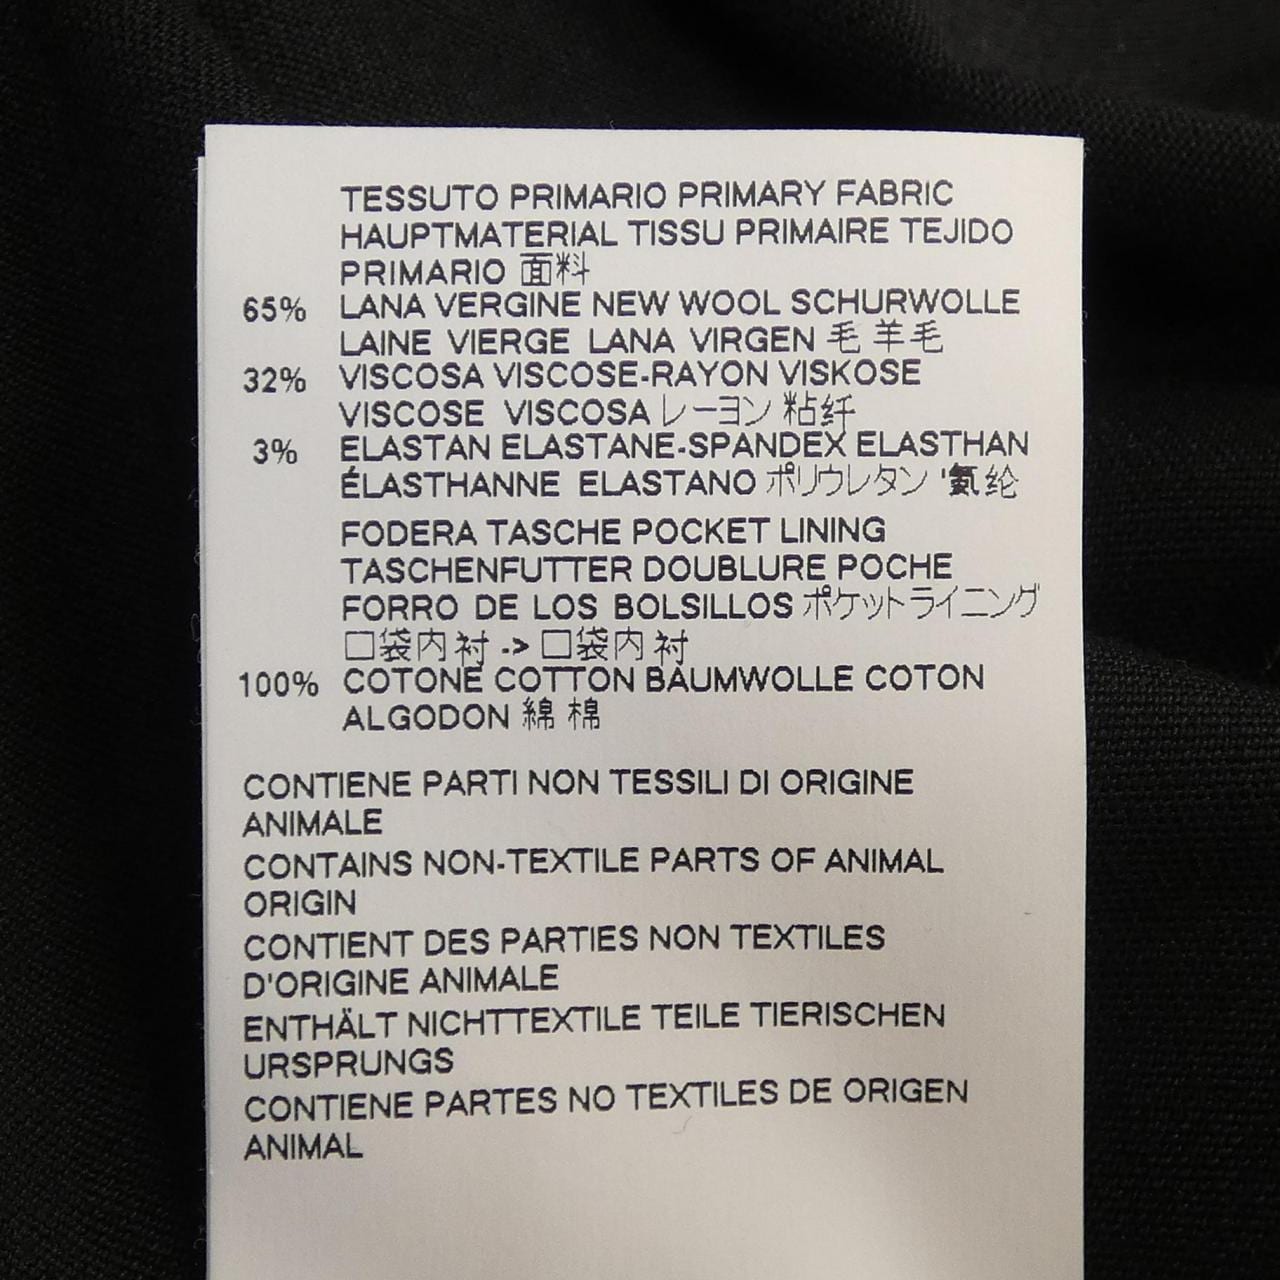 TESSUTO PRIMARIO PRIMARY FABRIC
HAUPTMATERIAL TISSU PRIMAIRE TEJIDO
PRIMARIO 面料
65% LANA VERGINE NEW WOOL SCHURWOLLE
LAINE VIERGE LANA VIRGEN 毛 羊毛
32% VISCOSA VISCOSE-RAYON VISKOSE
VISCOSE VISCOSA レーヨン 粘纤
3% ELASTAN ELASTANE-SPANDEX ELASTHAN
ÉLASTHANNE ELASTANO ポリウレタン '氨纶
FODERA TASCHE POCKET LINING
TASCHENFUTTER DOUBLURE POCHE
FORRO DE LOS BOLSILLOS ポケットライニング
口袋内衬 -> 口袋内衬
100% COTONE COTTON BAUMWOLLE COTON
ALGODON 綿 棉
CONTIENE PARTI NON TESSILI DI ORIGINE
ANIMALE
CONTAINS NON-TEXTILE PARTS OF ANIMAL
ORIGIN
CONTIENT DES PARTIES NON TEXTILES
D'ORIGINE ANIMALE
ENTHÄLT NICHTTEXTILE TEILE TIERISCHEN
URSPRUNGS
CONTIENE PARTES NO TEXTILES DE ORIGEN
ANIMAL